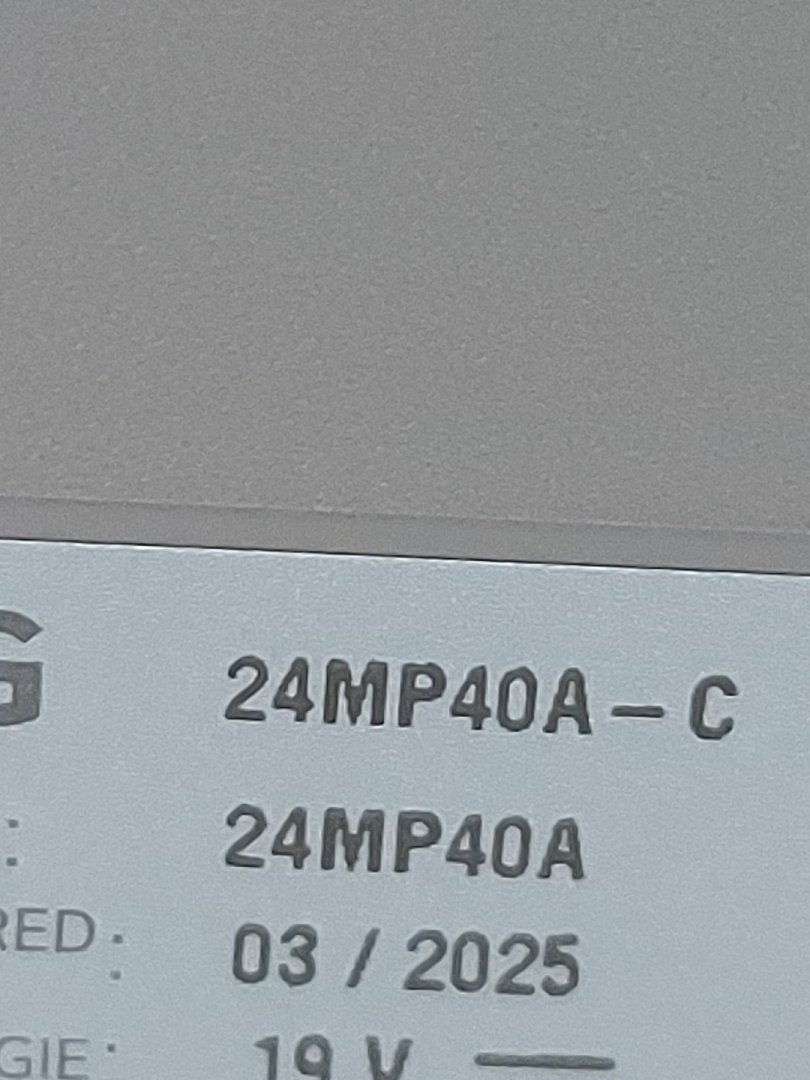 G 24MP40A-C
: 24MP40A
RED: 03 / 2025
GIE: 19 V